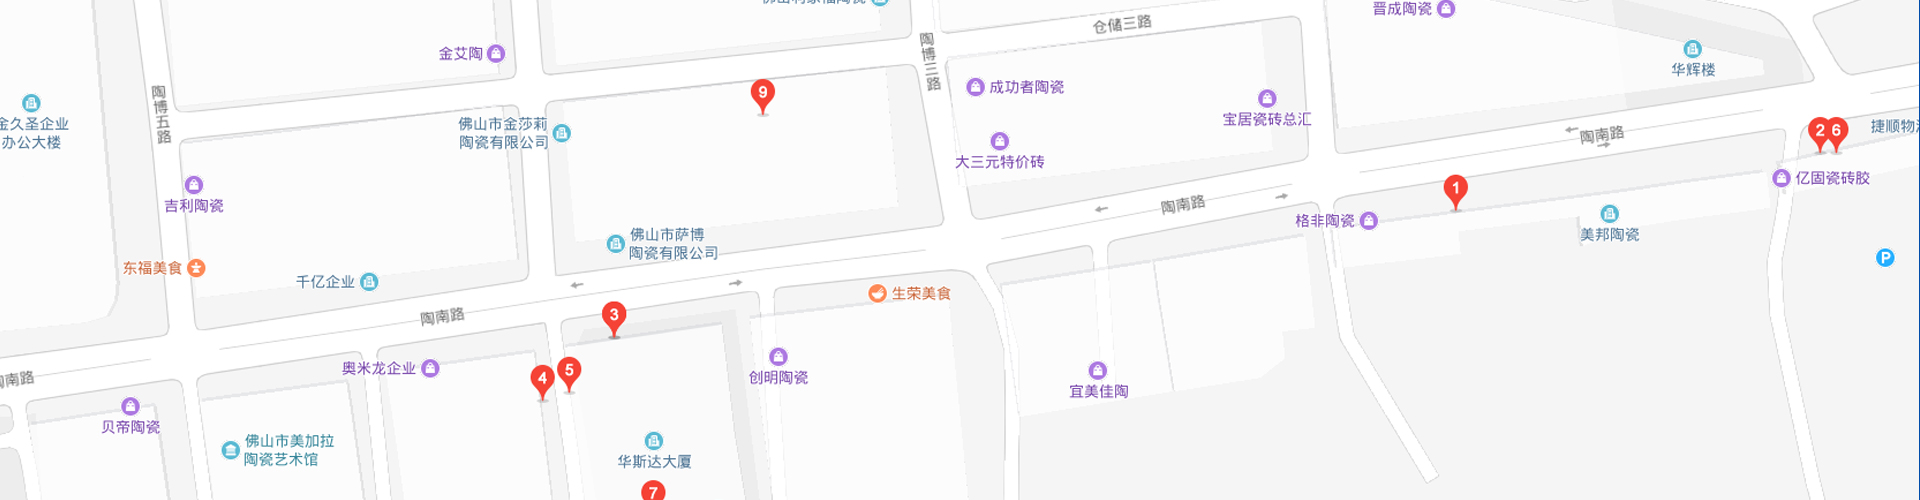 佛山利家福陶瓷
晋成陶瓷
仓储三路
金艾陶
陶博三路
华辉楼
成功者陶瓷
9
陶博五路
宝居瓷砖总汇
金久圣企业
办公大楼
佛山市金莎莉
陶瓷有限公司
大三元特价砖
陶南路
2
6
捷顺物
亿固瓷砖胶
吉利陶瓷
1
陶南路
格非陶瓷
美邦陶瓷
佛山市萨博
陶瓷有限公司
P
东福美食
千亿企业
生荣美食
陶南路
3
奥米龙企业
4
5
创明陶瓷
宜美佳陶
陶南路
贝帝陶瓷
佛山市美加拉
陶瓷艺术馆
华斯达大厦
7